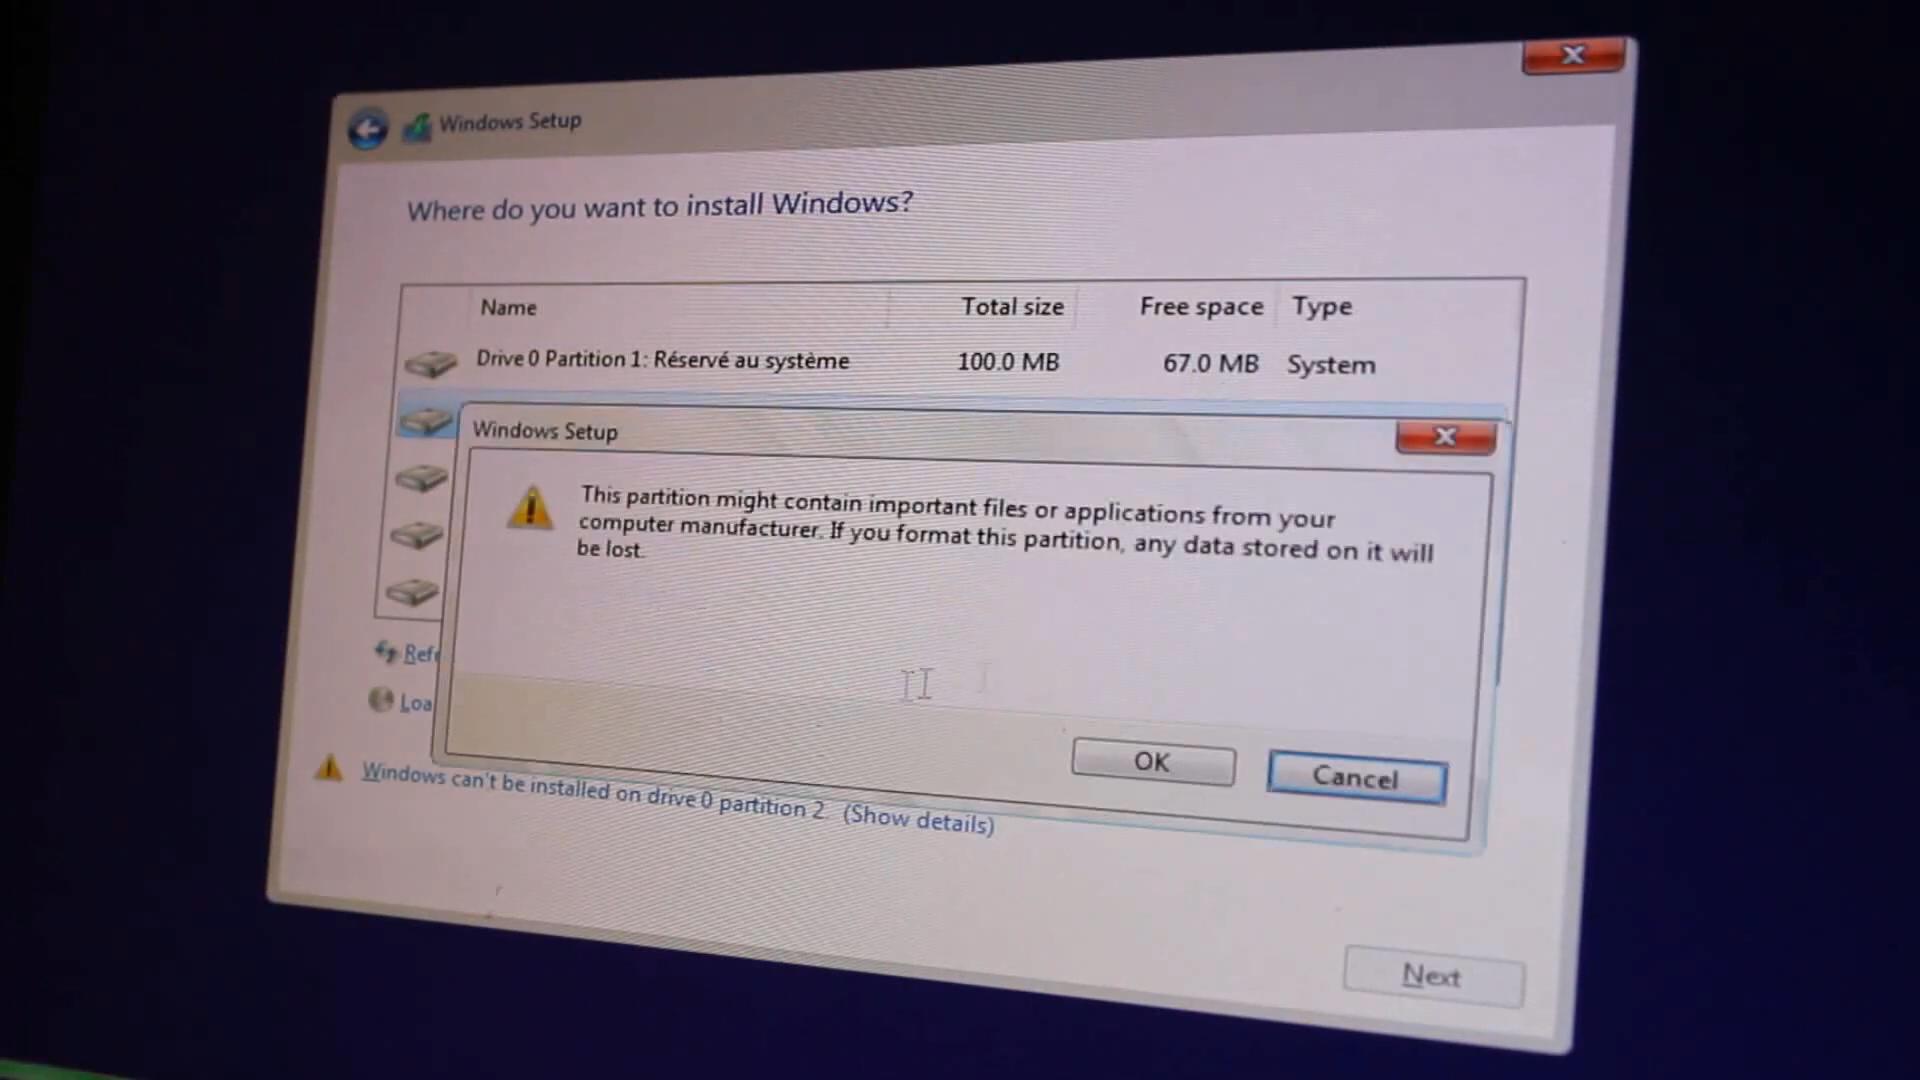 Windows Setup
Where do you want to install Windows?
Name Total size Free space Type
Drive 0 Partition 1: Réservé au système 100.0 MB 67.0 MB System
Windows Setup
This partition might contain important files or applications from your
computer manufacturer. If you format this partition, any data stored on it will
be lost.
OK Cancel
Refr
Loa
Windows can't be installed on drive 0 partition 2. (Show details)
Next